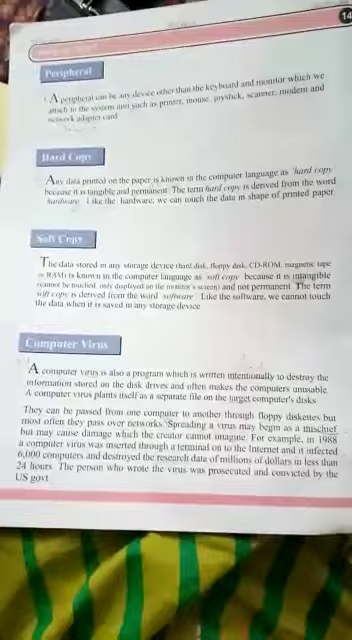 14
Peripheral
A peripheral can be any device other than the keyboard and monitor which we
attach to the system unit such as printer, mouse, joystick, scanner, modem and
network adapter card
Hard Copy
Any data printed on the paper is known in the computer language as 'hard copy
because it is tangible and permanent. The term hard copy is derived from the word
hardware. Like the hardware, we can touch the data in shape of printed paper
Soft Copy
The data stored in any storage device (hard disk, floppy disk, CD-ROM, magnetic tape
or RAM) is known in the computer language as soft copy because it is intangible
(cannot be touched, only displayed on the monitor's screen) and not permanent. The term
soft copy is derived from the word software. Like the software, we cannot touch
the data when it is saved in any storage device
Computer Virus
A computer virus is also a program which is written intentionally to destroy the
information stored on the disk drives and often makes the computers unusable.
A computer virus plants itself as a separate file on the target computer's disks
They can be passed from one computer to another through floppy diskettes but
most often they pass over networks. Spreading a virus may begin as a mischief
but may cause damage which the creator cannot imagine. For example, in 1988
a computer virus was inserted through a terminal on to the Internet and it infected
6,000 computers and destroyed the research data of millions of dollars in less than
24 hours. The person who wrote the virus was prosecuted and convicted by the
US govt